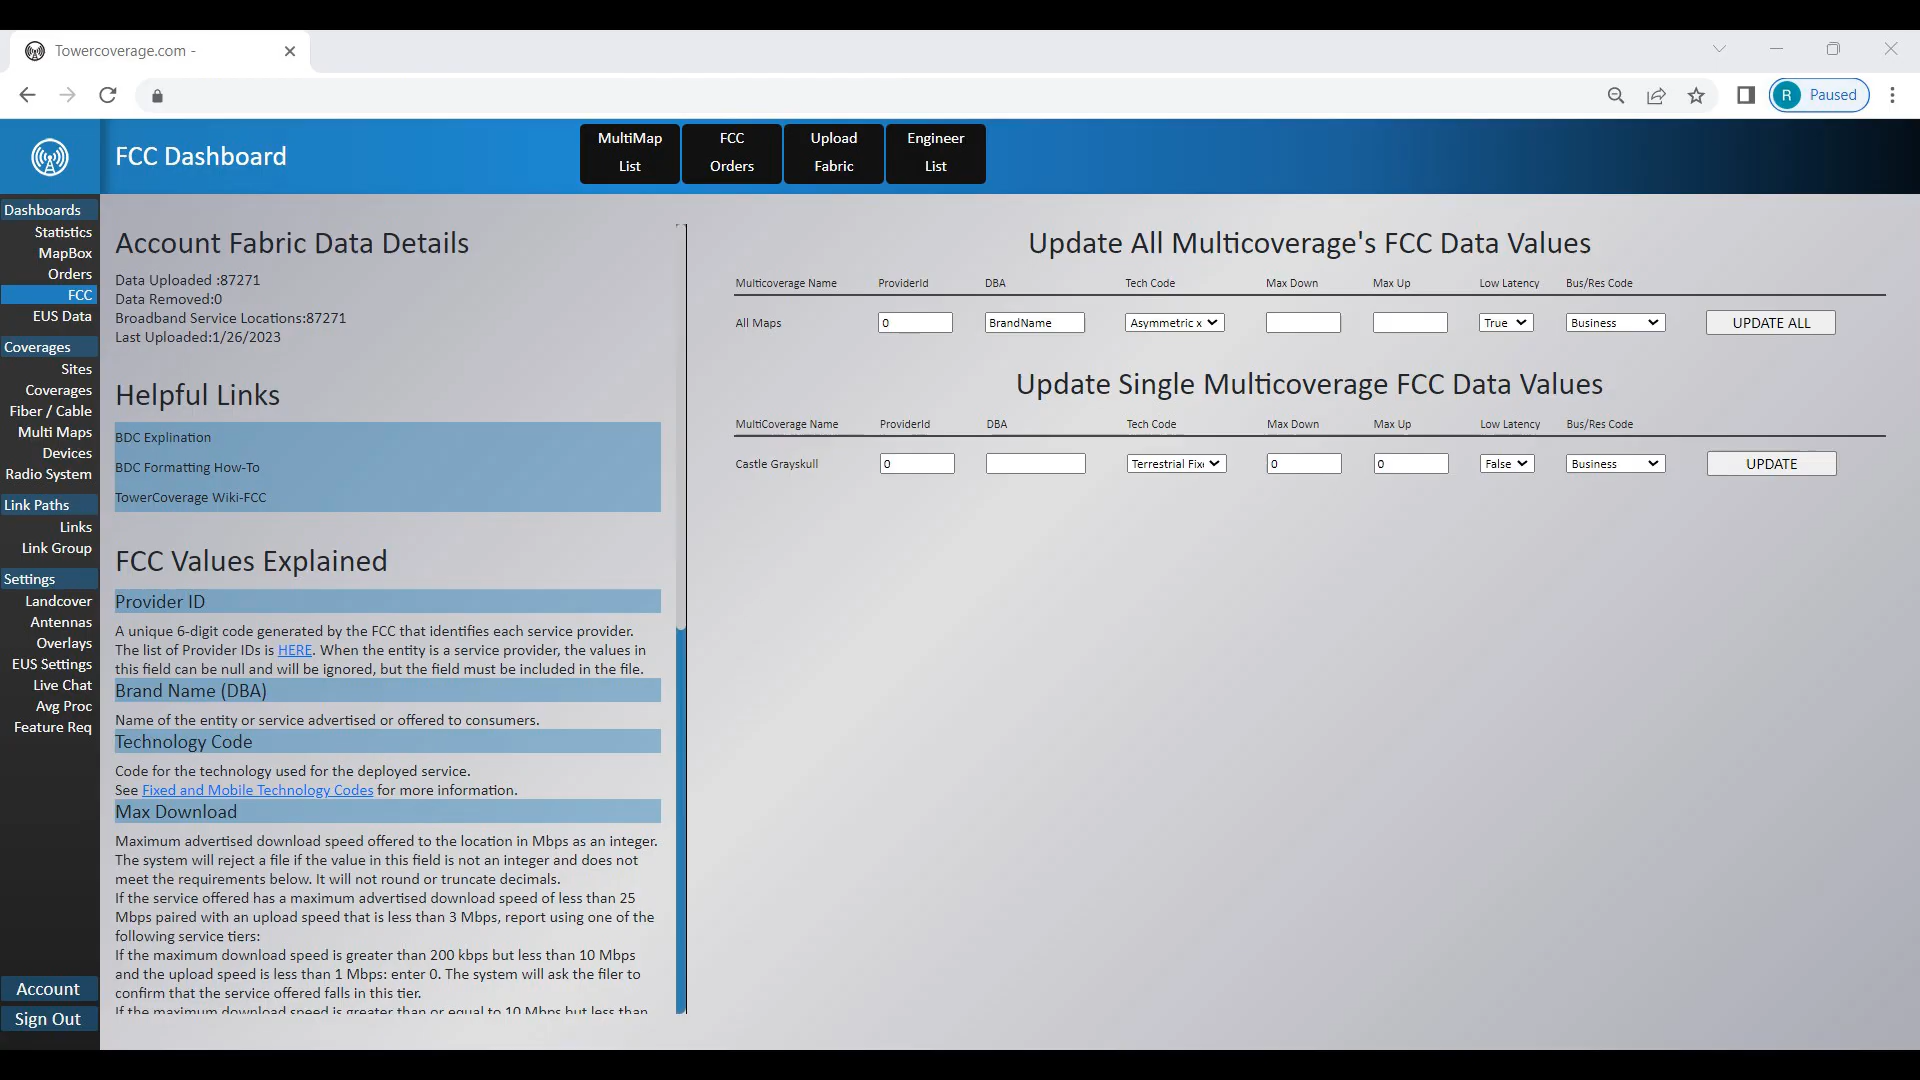 Towercoverage.com -
R Paused
FCC Dashboard
MultiMap List
FCC Orders
Upload Fabric
Engineer List
Dashboards
Statistics
MapBox
Orders
FCC
EUS Data
Coverages
Sites
Coverages
Fiber / Cable
Multi Maps
Devices
Radio System
Link Paths
Links
Link Group
Settings
Landcover
Antennas
Overlays
EUS Settings
Live Chat
Avg Proc
Feature Req
Account
Sign Out
Account Fabric Data Details
Data Uploaded :87271
Data Removed:0
Broadband Service Locations:87271
Last Uploaded:1/26/2023
Helpful Links
BDC Explination
BDC Formatting How-To
TowerCoverage Wiki-FCC
FCC Values Explained
Provider ID
A unique 6-digit code generated by the FCC that identifies each service provider.
The list of Provider IDs is HERE. When the entity is a service provider, the values in
this field can be null and will be ignored, but the field must be included in the file.
Brand Name (DBA)
Name of the entity or service advertised or offered to consumers.
Technology Code
Code for the technology used for the deployed service.
See Fixed and Mobile Technology Codes for more information.
Max Download
Maximum advertised download speed offered to the location in Mbps as an integer.
The system will reject a file if the value in this field is not an integer and does not
meet the requirements below. It will not round or truncate decimals.
If the service offered has a maximum advertised download speed of less than 25
Mbps paired with an upload speed that is less than 3 Mbps, report using one of the
following service tiers:
If the maximum download speed is greater than 200 kbps but less than 10 Mbps
and the upload speed is less than 1 Mbps: enter 0. The system will ask the filer to
confirm that the service offered falls in this tier.
If the maximum download speed is greater than or equal to 10 Mbps but less than
Update All Multicoverage's FCC Data Values
Multicoverage Name ProviderId DBA Tech Code Max Down Max Up Low Latency Bus/Res Code
All Maps 0 BrandName Asymmetric x True Business UPDATE ALL
Update Single Multicoverage FCC Data Values
MultiCoverage Name ProviderId DBA Tech Code Max Down Max Up Low Latency Bus/Res Code
Castle Grayskull 0 Terrestrial Fix 0 0 False Business UPDATE